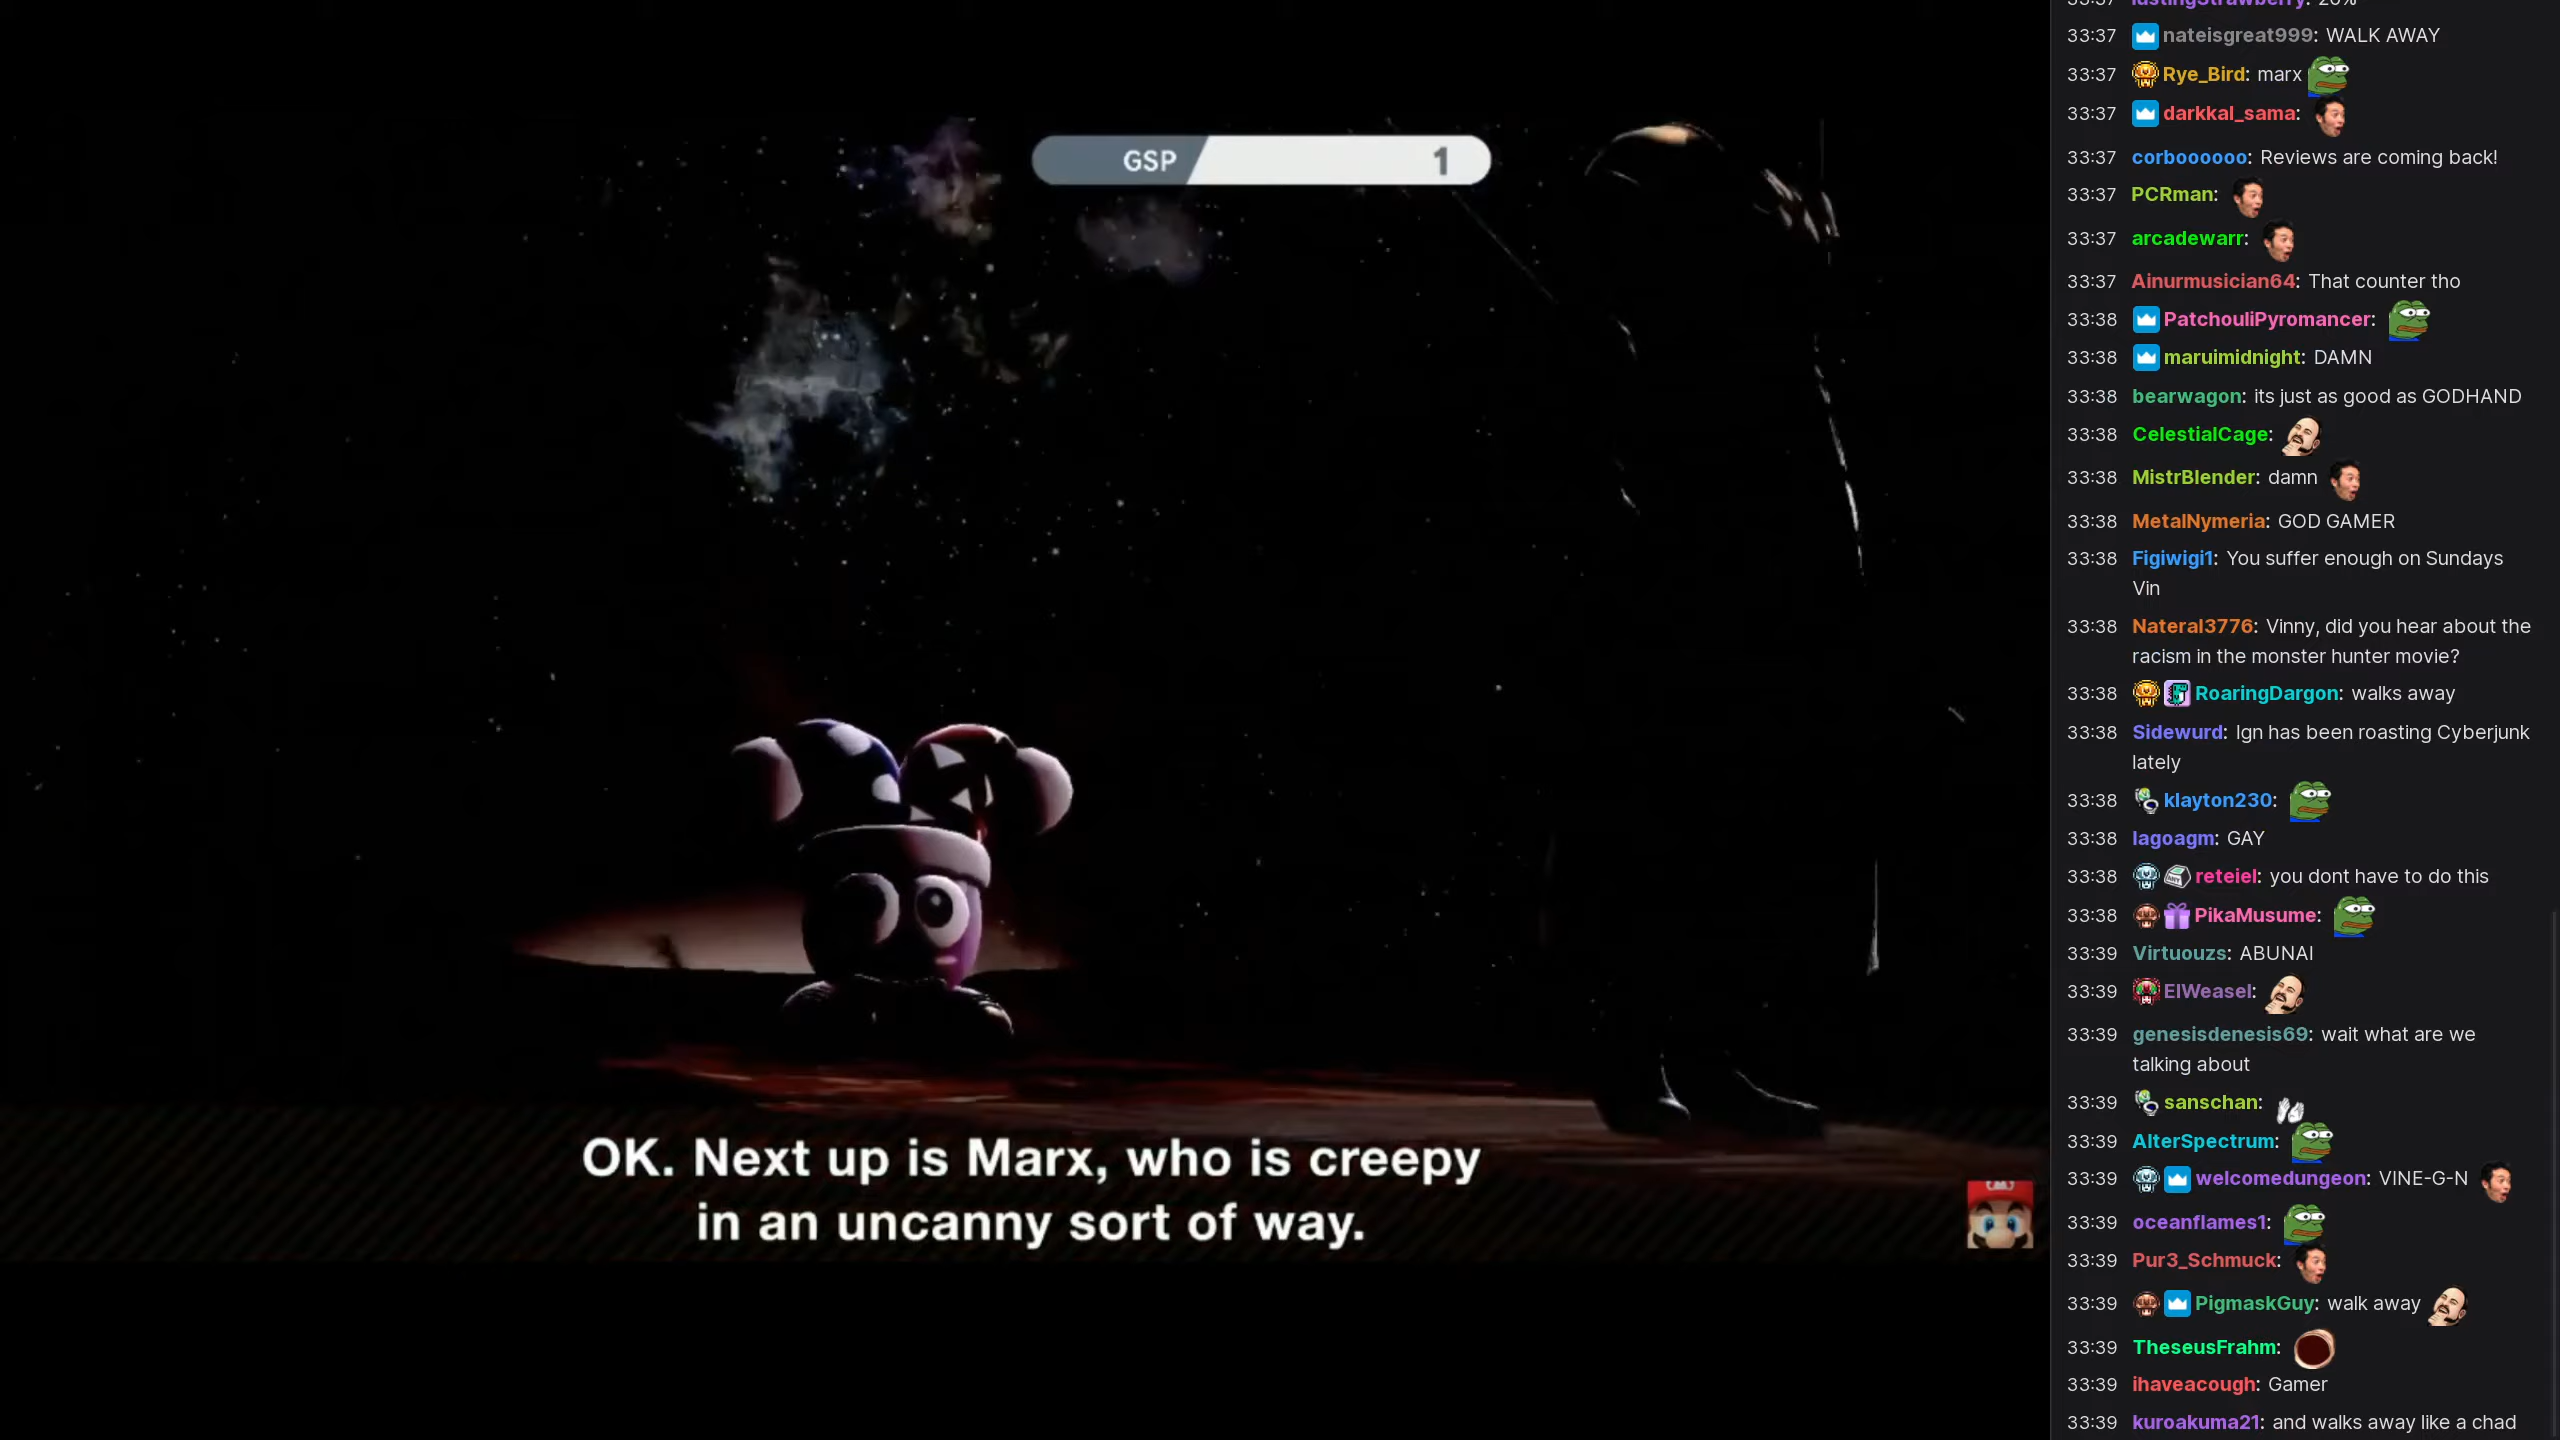 GSP 1
OK. Next up is Marx, who is creepy
in an uncanny sort of way.
33:37 nateisgreat999: WALK AWAY
33:37 Rye_Bird: marx
33:37 darkkal_sama:
33:37 corboooooo: Reviews are coming back!
33:37 PCRman:
33:37 arcadewarr:
33:37 Ainurmusician64: That counter tho
33:38 PatchouliPyromancer:
33:38 maruimidnight: DAMN
33:38 bearwagon: its just as good as GODHAND
33:38 CelestialCage:
33:38 MistrBlender: damn
33:38 MetalNymeria: GOD GAMER
33:38 Figiwigi1: You suffer enough on Sundays
Vin
33:38 Nateral3776: Vinny, did you hear about the
racism in the monster hunter movie?
33:38 RoaringDargon: walks away
33:38 Sidewurd: Ign has been roasting Cyberjunk
lately
33:38 klayton230:
33:38 lagoagm: GAY
33:38 reteiel: you dont have to do this
33:38 PikaMusume:
33:39 Virtuouzs: ABUNAI
33:39 ElWeasel:
33:39 genesisdenesis69: wait what are we
talking about
33:39 sanschan:
33:39 AlterSpectrum:
33:39 welcomedungeon: VINE-G-N
33:39 oceanflames1:
33:39 Pur3_Schmuck:
33:39 PigmaskGuy: walk away
33:39 TheseusFrahm:
33:39 ihaveacough: Gamer
33:39 kuroakuma21: and walks away like a chad